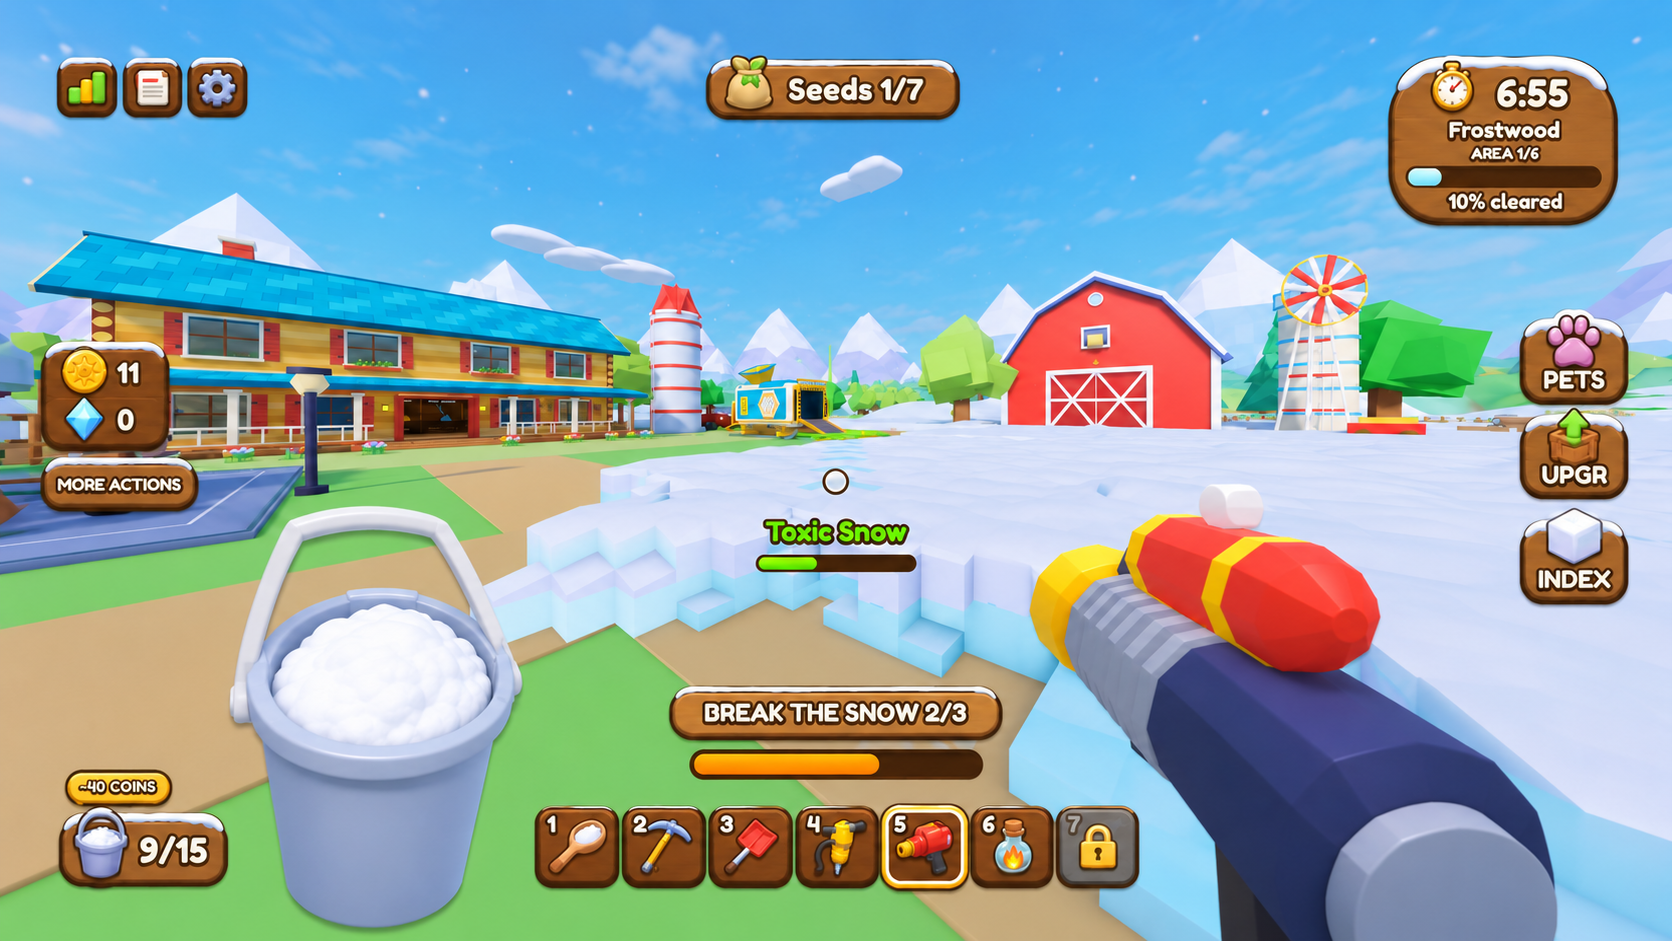 Seeds 1/7
6:55
Frostwood
AREA 1/6
10% cleared
11
0
MORE ACTIONS
PETS
UPGR
INDEX
Toxic Snow
BREAK THE SNOW 2/3
~40 COINS
9/15
1
2
3
4
5
6
7